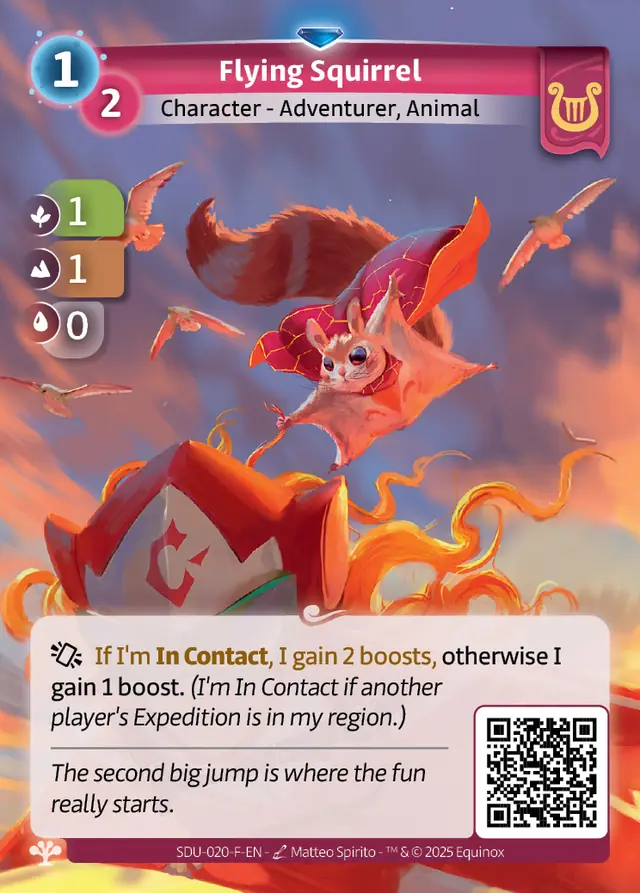 1
Flying Squirrel
2
Character - Adventurer, Animal
1
1
0
If I'm In Contact, I gain 2 boosts, otherwise I
gain 1 boost. (I'm In Contact if another
player's Expedition is in my region.)
The second big jump is where the fun
really starts.
SDU-020-F-EN - Matteo Spirito - ™ & © 2025 Equinox